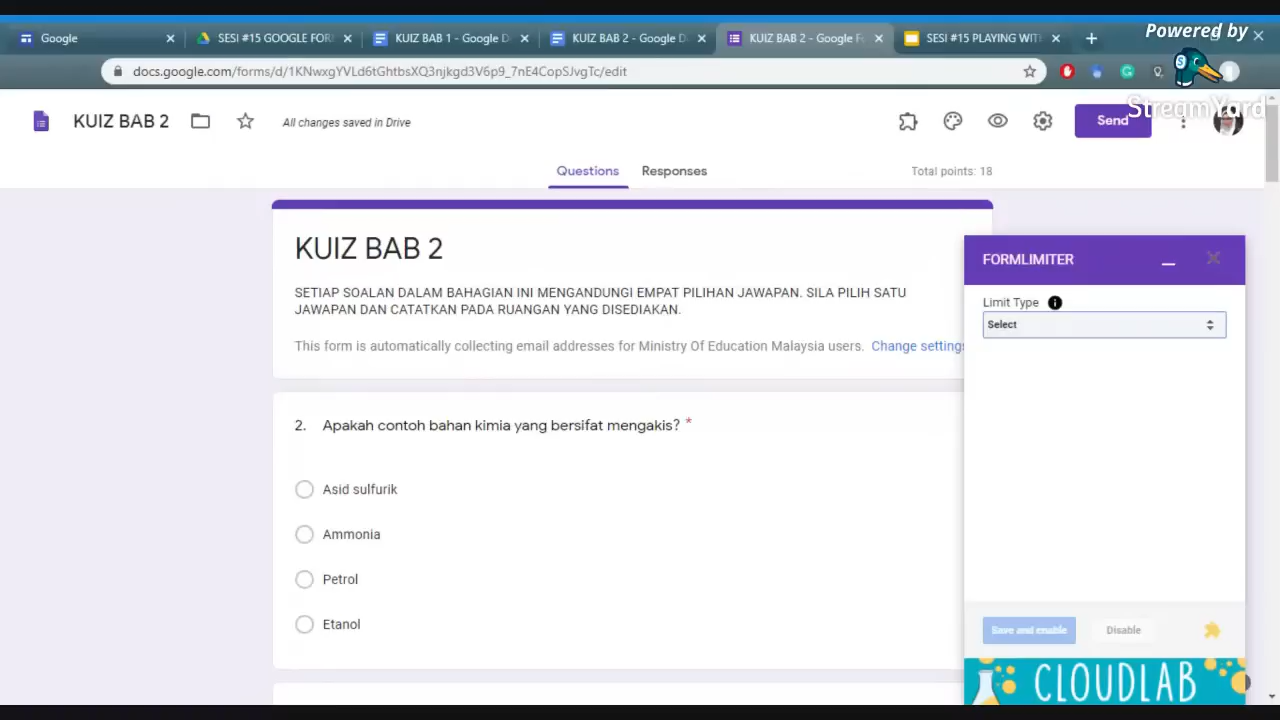 Powered by
StreamYard
Google
SESI #15 GOOGLE FOR
KUIZ BAB 1 - Google D
KUIZ BAB 2 - Google D
KUIZ BAB 2 - Google Fo
SESI #15 PLAYING WITH
docs.google.com/forms/d/1KNwxgYVLd6tGhtbsXQ3njkgd3V6p9_7nE4CopSJvgTc/edit
KUIZ BAB 2
All changes saved in Drive
Send
Questions
Responses
Total points: 18
KUIZ BAB 2
SETIAP SOALAN DALAM BAHAGIAN INI MENGANDUNGI EMPAT PILIHAN JAWAPAN. SILA PILIH SATU
JAWAPAN DAN CATATKAN PADA RUANGAN YANG DISEDIAKAN.
This form is automatically collecting email addresses for Ministry Of Education Malaysia users. Change settings
2. Apakah contoh bahan kimia yang bersifat mengakis? *
Asid sulfurik
Ammonia
Petrol
Etanol
FORMLIMITER
Limit Type
Select
Save and enable
Disable
CLOUDLAB